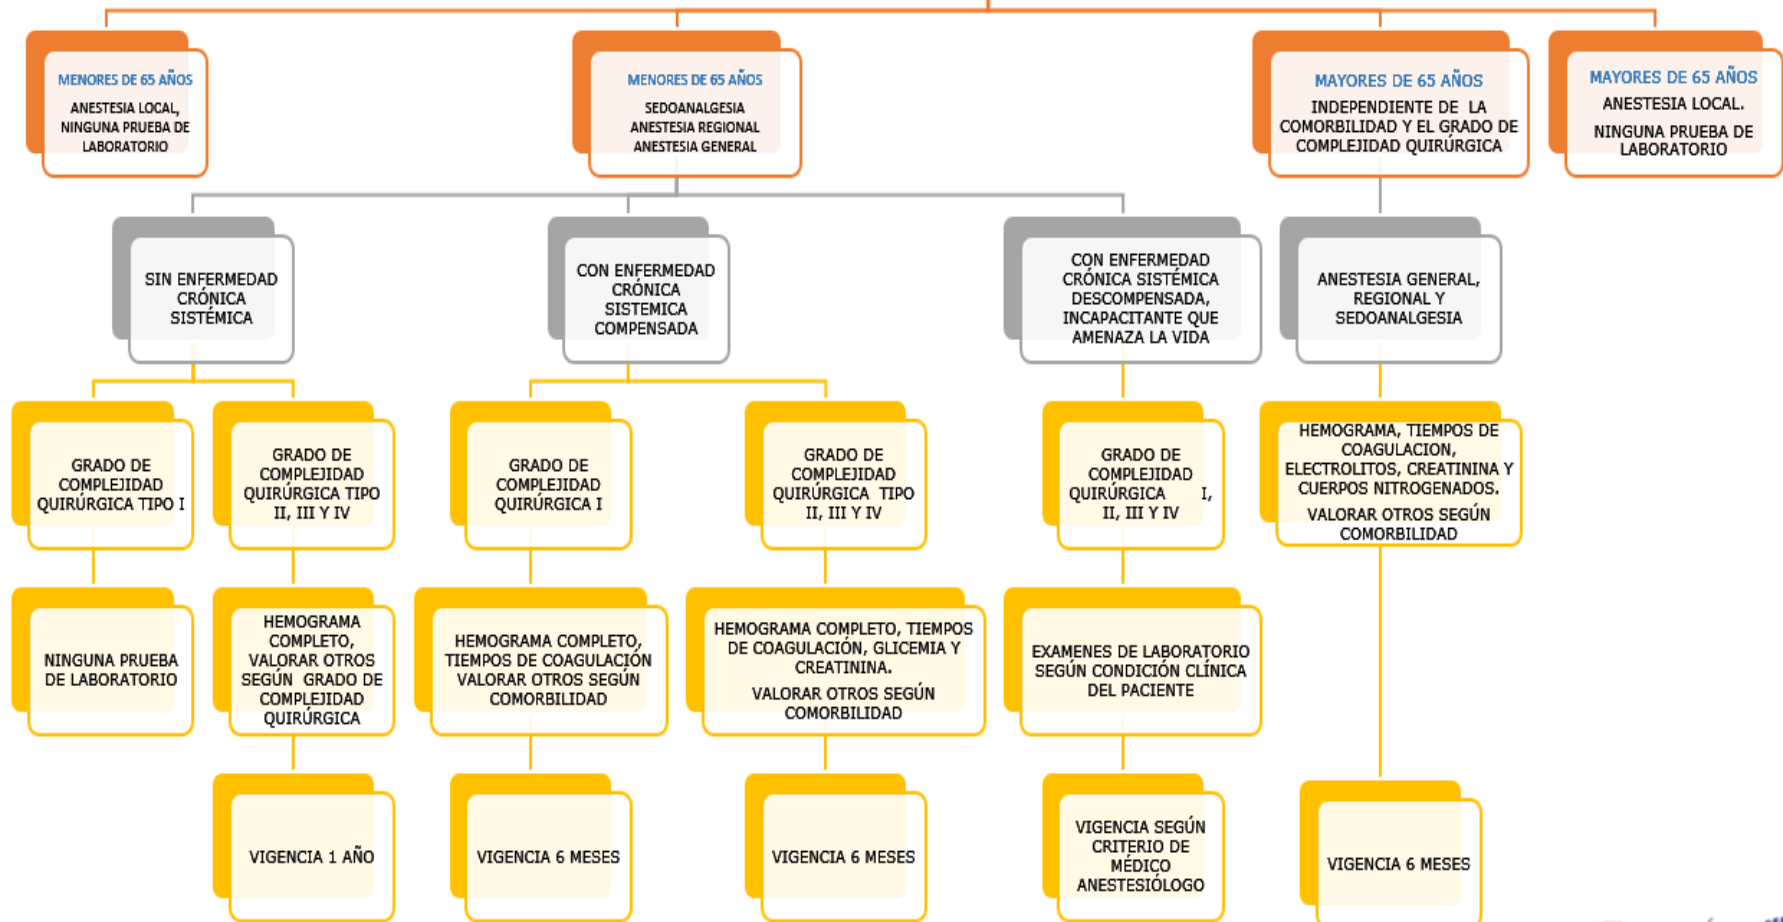 MENORES DE 65 AÑOS
ANESTESIA LOCAL,
NINGUNA PRUEBA DE
LABORATORIO
MENORES DE 65 AÑOS
SEDOANALGESIA
ANESTESIA REGIONAL
ANESTESIA GENERAL
MAYORES DE 65 AÑOS
INDEPENDIENTE DE LA
COMORBILIDAD Y EL GRADO DE
COMPLEJIDAD QUIRÚRGICA
MAYORES DE 65 AÑOS
ANESTESIA LOCAL.
NINGUNA PRUEBA DE
LABORATORIO
SIN ENFERMEDAD
CRÓNICA
SISTÉMICA
CON ENFERMEDAD
CRÓNICA
SISTEMICA
COMPENSADA
CON ENFERMEDAD
CRÓNICA SISTÉMICA
DESCOMPENSADA,
INCAPACITANTE QUE
AMENAZA LA VIDA
ANESTESIA GENERAL,
REGIONAL Y
SEDOANALGESIA
GRADO DE
COMPLEJIDAD
QUIRÚRGICA TIPO I
GRADO DE
COMPLEJIDAD
QUIRÚRGICA TIPO
II, III Y IV
GRADO DE
COMPLEJIDAD
QUIRÚRGICA I
GRADO DE
COMPLEJIDAD
QUIRÚRGICA TIPO
II, III Y IV
GRADO DE
COMPLEJIDAD
QUIRÚRGICA I,
II, III Y IV
HEMOGRAMA, TIEMPOS DE
COAGULACION,
ELECTROLITOS, CREATININA Y
CUERPOS NITROGENADOS.
VALORAR OTROS SEGÚN
COMORBILIDAD
NINGUNA PRUEBA
DE LABORATORIO
HEMOGRAMA
COMPLETO,
VALORAR OTROS
SEGÚN GRADO DE
COMPLEJIDAD
QUIRÚRGICA
HEMOGRAMA COMPLETO,
TIEMPOS DE COAGULACIÓN
VALORAR OTROS SEGÚN
COMORBILIDAD
HEMOGRAMA COMPLETO, TIEMPOS
DE COAGULACIÓN, GLICEMIA Y
CREATININA.
VALORAR OTROS SEGÚN
COMORBILIDAD
EXAMENES DE LABORATORIO
SEGÚN CONDICIÓN CLÍNICA
DEL PACIENTE
VIGENCIA 1 AÑO
VIGENCIA 6 MESES
VIGENCIA 6 MESES
VIGENCIA SEGÚN
CRITERIO DE
MÉDICO
ANESTESIÓLOGO
VIGENCIA 6 MESES